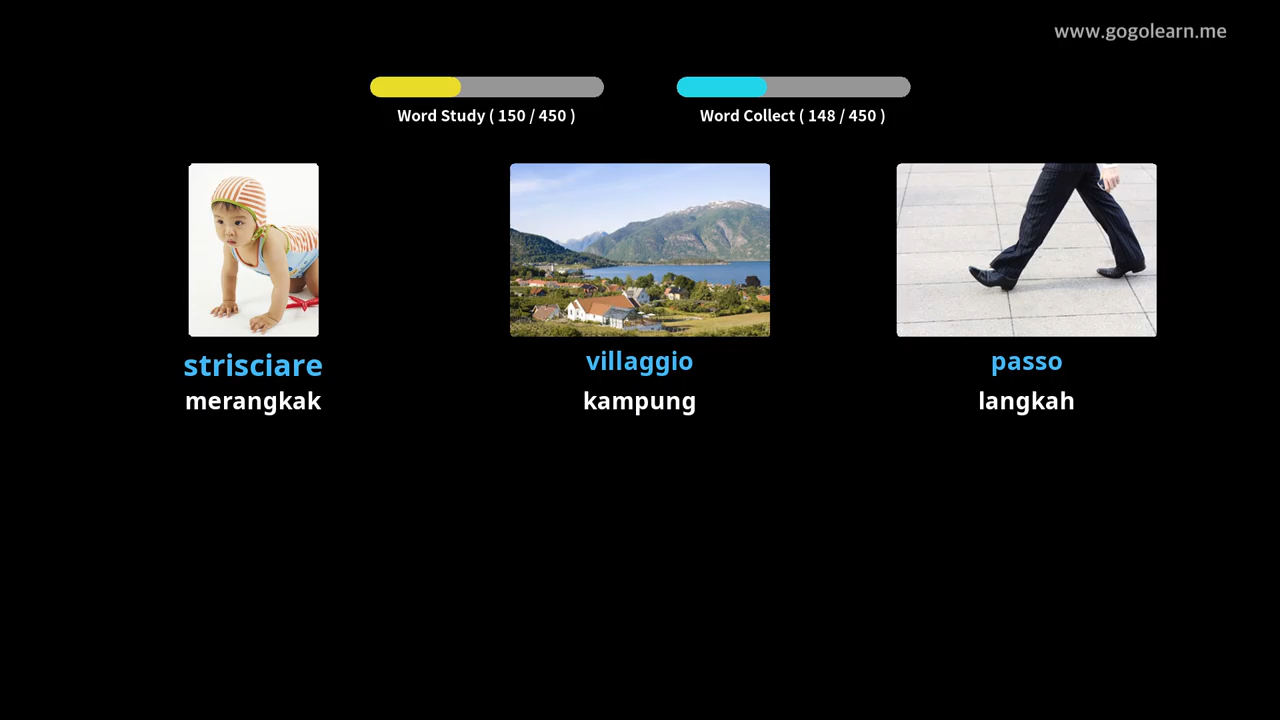 www.gogolearn.me
Word Study ( 150 / 450 )
Word Collect ( 148 / 450 )
strisciare
merangkak
villaggio
kampung
passo
langkah